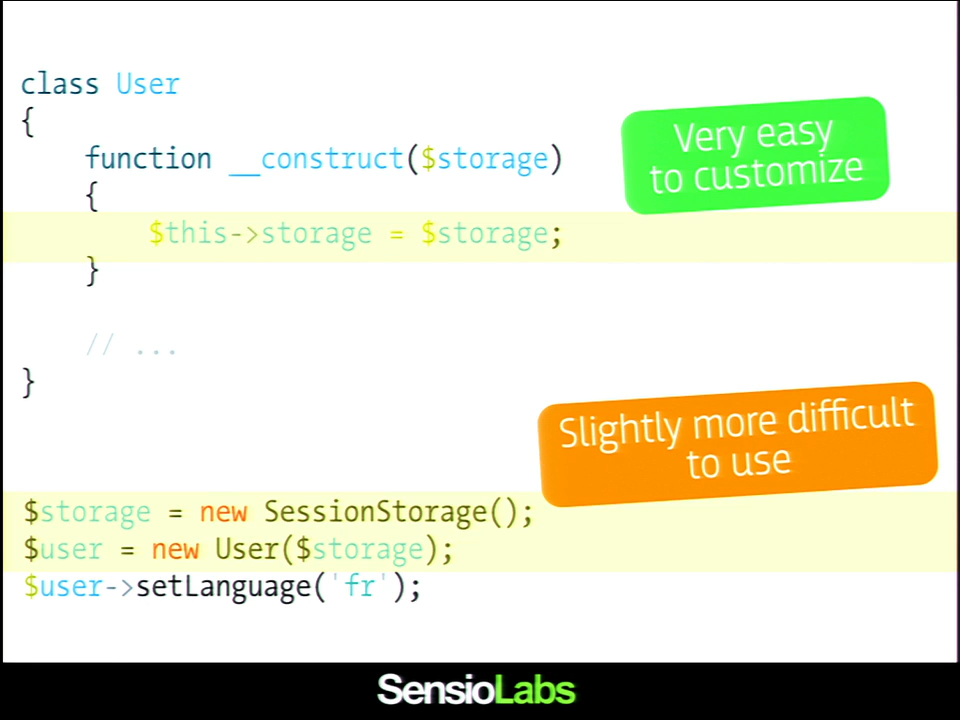 class User
{
    function __construct($storage)
    {
        $this->storage = $storage;
    }

    // ...
}
Very easy
to customize
Slightly more difficult
to use
$storage = new SessionStorage();
$user = new User($storage);
$user->setLanguage('fr');
SensioLabs